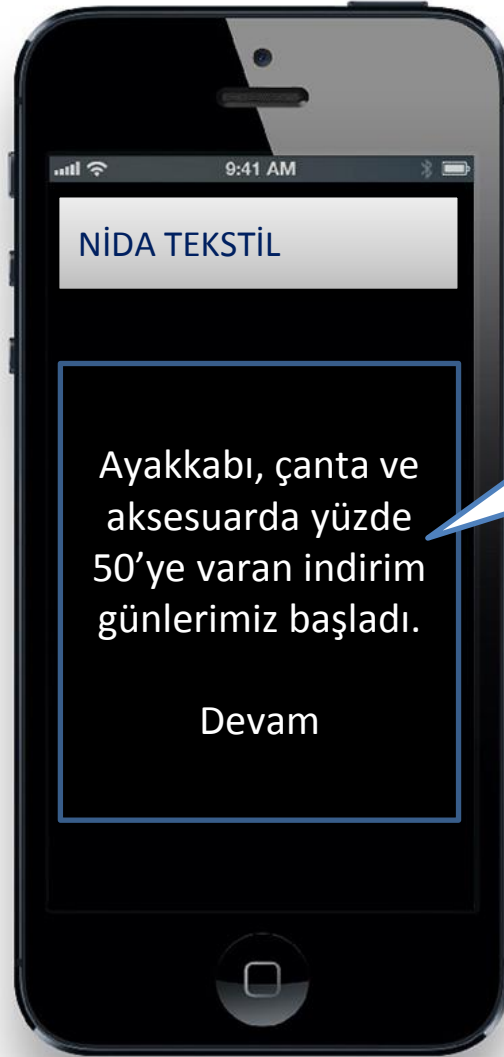 9:41 AM
NİDA TEKSTİL
Ayakkabı, çanta ve
aksesuarda yüzde
50’ye varan indirim
günlerimiz başladı.
Devam